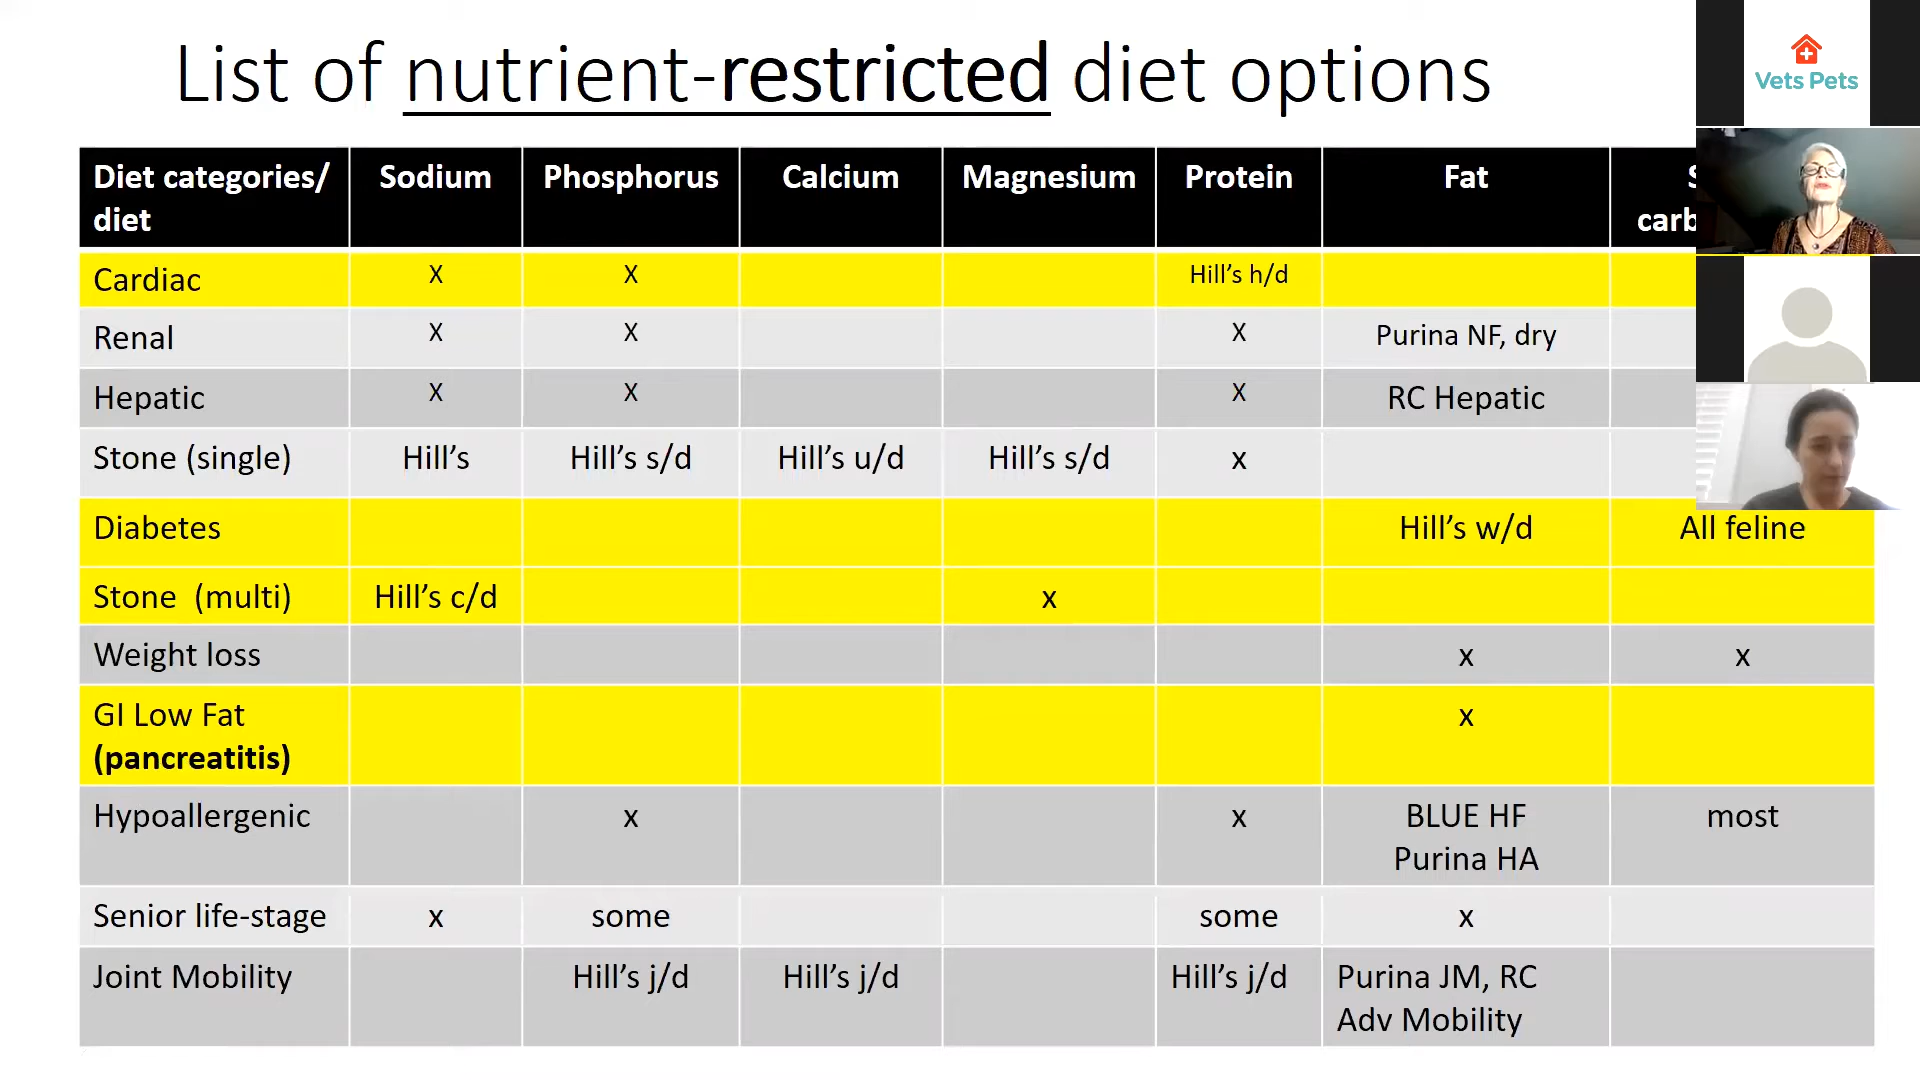 List of nutrient-restricted diet options
Vets Pets
Diet categories/ Sodium Phosphorus Calcium Magnesium Protein Fat
diet
Cardiac X X Hill's h/d
Renal X X X Purina NF, dry
Hepatic X X X RC Hepatic
Stone (single) Hill's Hill's s/d Hill's u/d Hill's s/d x
Diabetes Hill's w/d All feline
Stone (multi) Hill's c/d x
Weight loss x x
GI Low Fat x
(pancreatitis)
Hypoallergenic x x BLUE HF most
Purina HA
Senior life-stage x some some x
Joint Mobility Hill's j/d Hill's j/d Hill's j/d Purina JM, RC
Adv Mobility